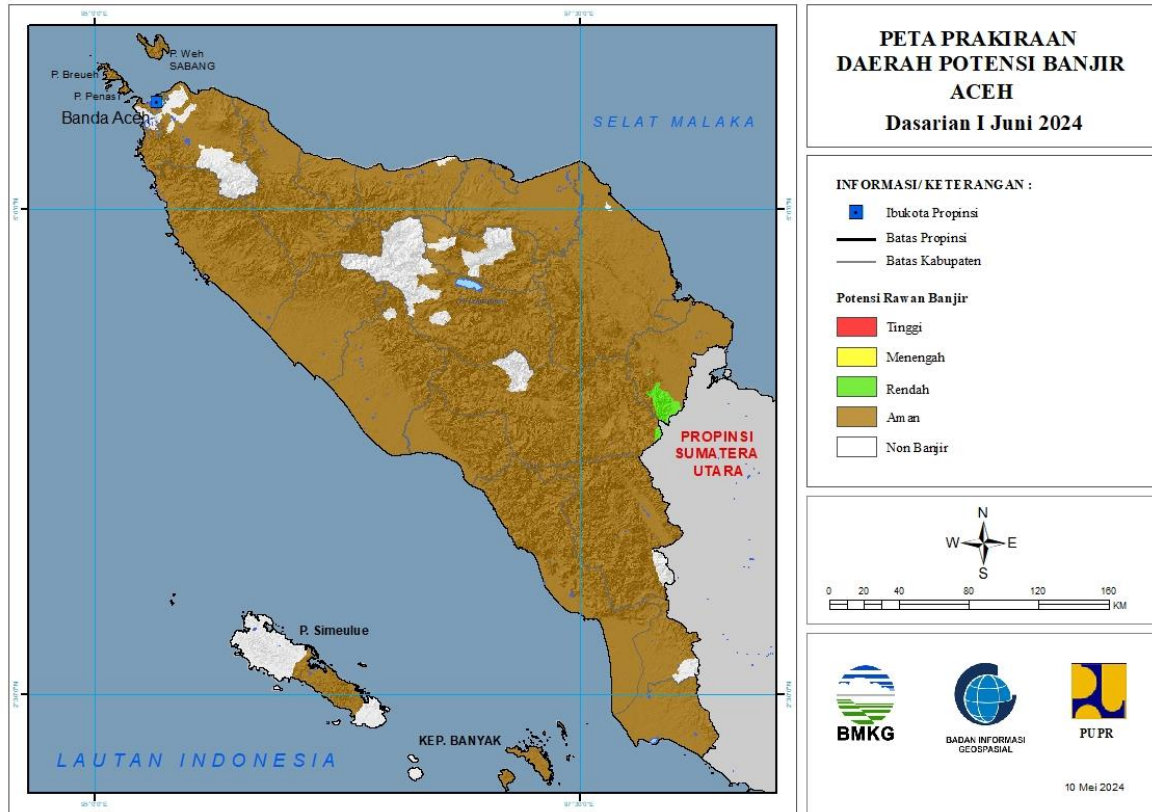 PETA PRAKIRAAN
DAERAH POTENSI BANJIR
ACEH
Dasarian I Juni 2024
INFORMASI/ KETERANGAN :
Ibukota Propinsi
Batas Propinsi
Batas Kabupaten
Potensi Rawan Banjir
Tinggi
Menengah
Rendah
Aman
Non Banjir
N
W E
S
0 20 40 80 120 160
KM
BMKG
BADAN INFORMASI
GEOSPASIAL
PUPR
10 Mei 2024
P. Weh
SABANG
P. Breueh
P. Penasi
Banda Aceh
SELAT MALAKA
PROPINSI
SUMATERA
UTARA
P. Simeulue
KEP. BANYAK
LAUTAN INDONESIA